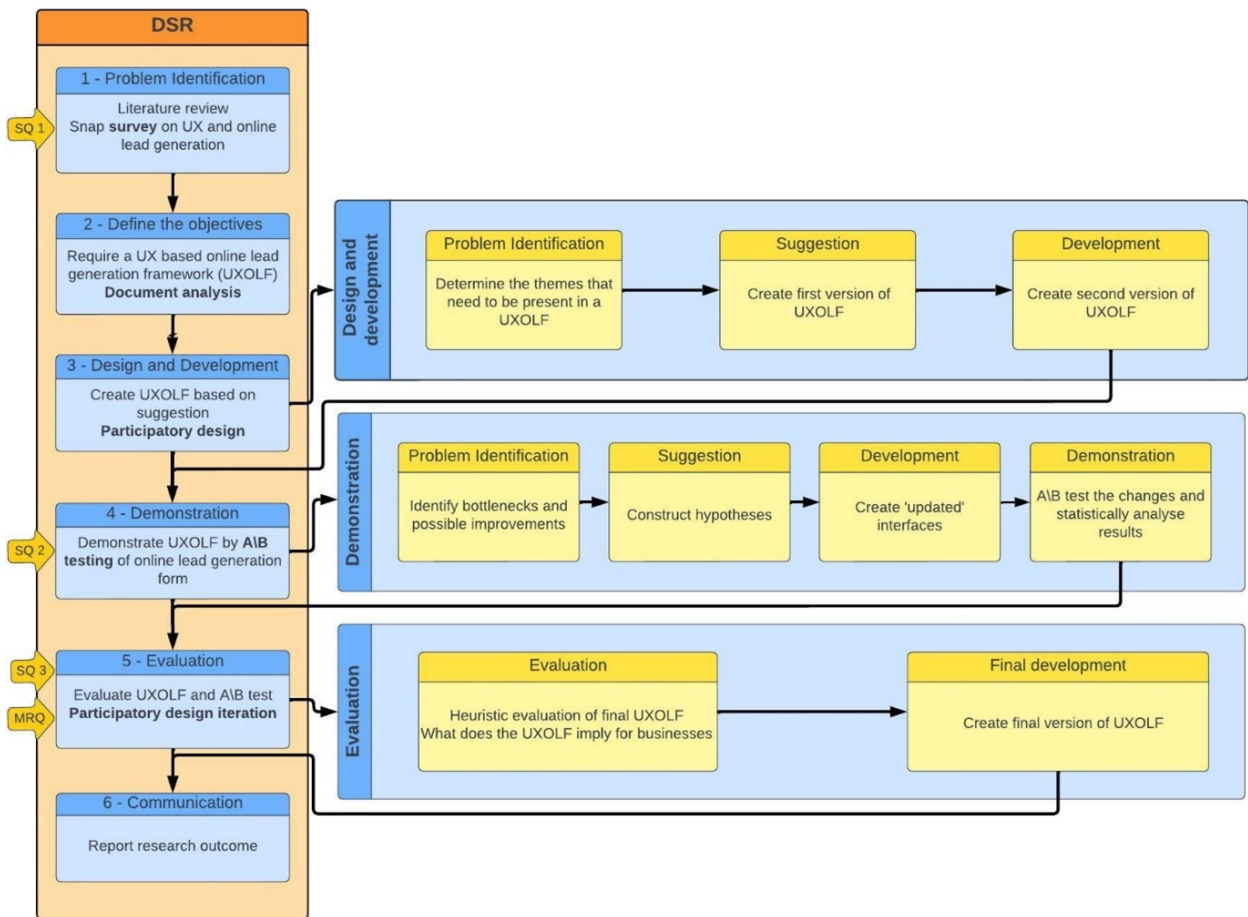 DSR
1 - Problem Identification
Literature review
Snap survey on UX and online
lead generation
SQ 1
2 - Define the objectives
Require a UX based online lead
generation framework (UXOLF)
Document analysis
3 - Design and Development
Create UXOLF based on
suggestion
Participatory design
4 - Demonstration
Demonstrate UXOLF by A\B
testing of online lead generation
form
SQ 2
5 - Evaluation
Evaluate UXOLF and A\B test
Participatory design iteration
SQ 3
MRQ
6 - Communication
Report research outcome
Design and
development
Problem Identification
Determine the themes that
need to be present in a
UXOLF
Suggestion
Create first version of
UXOLF
Development
Create second version of
UXOLF
Demonstration
Problem Identification
Identify bottlenecks and
possible improvements
Suggestion
Construct hypotheses
Development
Create 'updated'
interfaces
Demonstration
A\B test the changes and
statistically analyse
results
Evaluation
Evaluation
Heuristic evaluation of final UXOLF
What does the UXOLF imply for businesses
Final development
Create final version of UXOLF